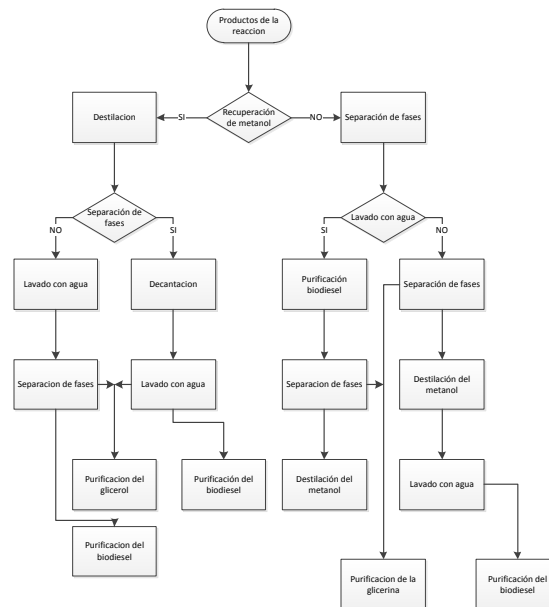 Productos de la
reaccion
Destilacion
SI
Recuperación
de metanol
NO
Separación de fases
Separación de
fases
Lavado con agua
NO
SI
SI
NO
Lavado con agua
Decantacion
Purificación
biodiesel
Separación de fases
Separacion de fases
Lavado con agua
Separacion de fases
Destilación del
metanol
Purificacion del
glicerol
Purificación del
biodiesel
Destilación del
metanol
Lavado con agua
Purificacion del
biodiesel
Purificacion de la
glicerina
Purificación del
biodiesel